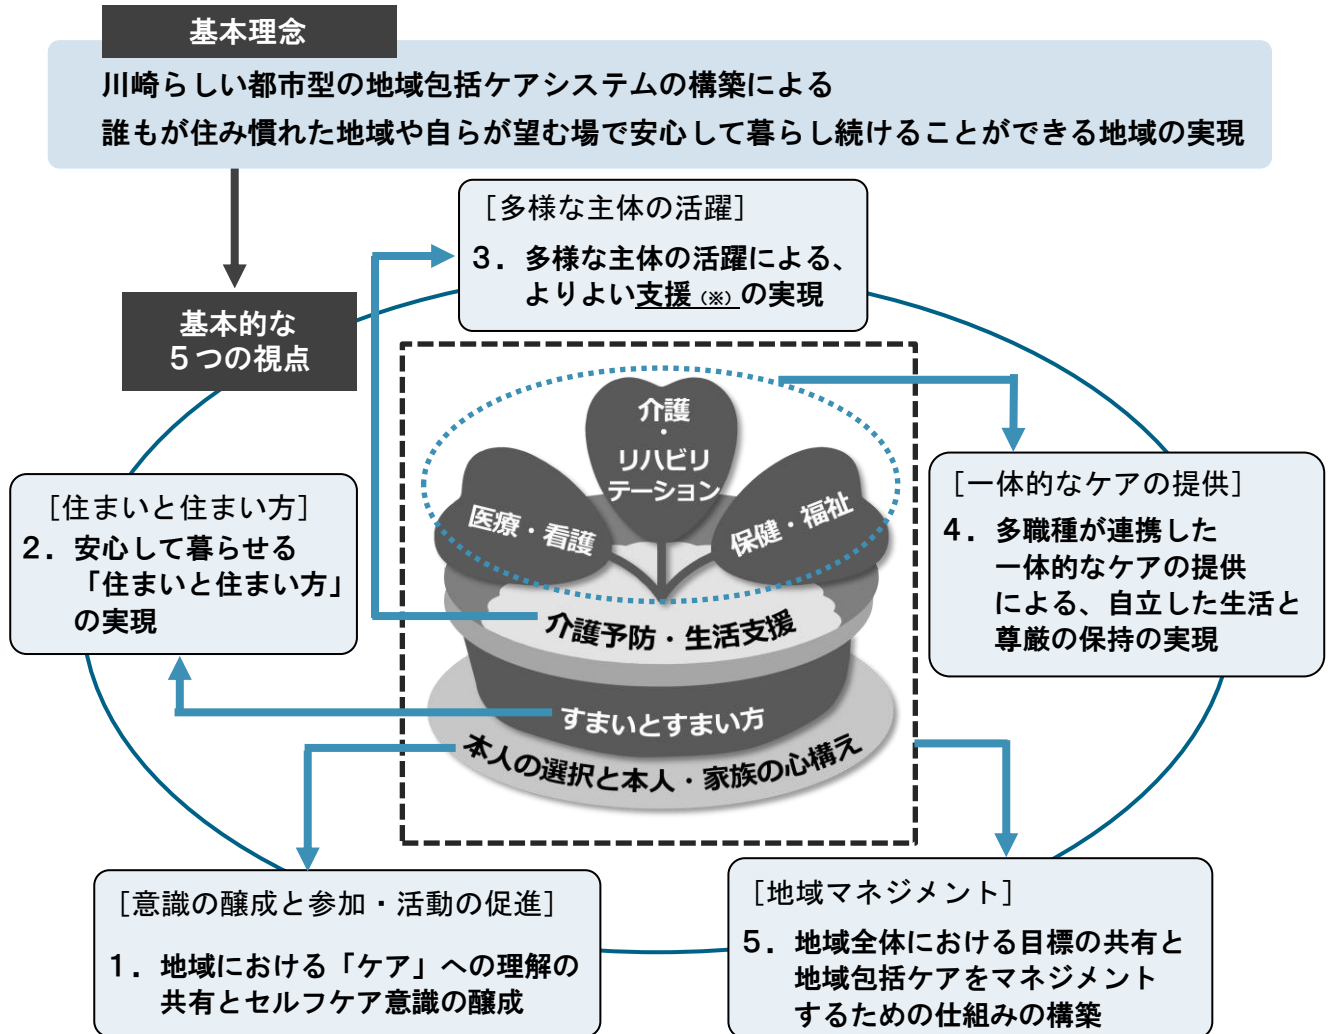 基本理念
川崎らしい都市型の地域包括ケアシステムの構築による
誰もが住み慣れた地域や自らが望む場で安心して暮らし続けることができる地域の実現
[多様な主体の活躍]
3．多様な主体の活躍による、
よりよい支援(※)の実現
基本的な
5つの視点
介護
・
リハビリ
テーション
医療・看護
保健・福祉
介護予防・生活支援
すまいとすまい方
本人の選択と本人・家族の心構え
[住まいと住まい方]
2．安心して暮らせる
「住まいと住まい方」
の実現
[一体的なケアの提供]
4．多職種が連携した
一体的なケアの提供
による、自立した生活と
尊厳の保持の実現
[意識の醸成と参加・活動の促進]
1．地域における「ケア」への理解の
共有とセルフケア意識の醸成
[地域マネジメント]
5．地域全体における目標の共有と
地域包括ケアをマネジメント
するための仕組みの構築